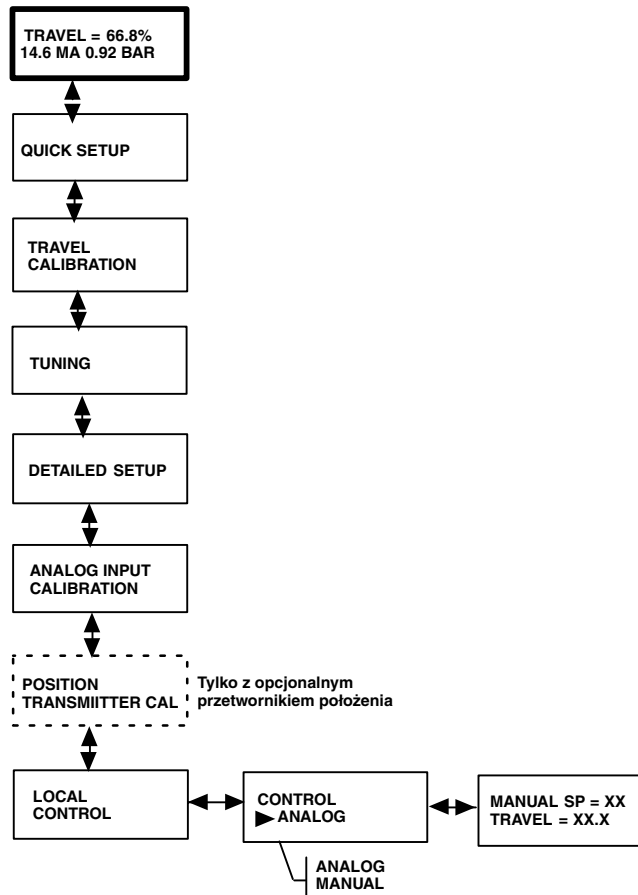 TRAVEL = 66.8%
14.6 MA 0.92 BAR
QUICK SETUP
TRAVEL
CALIBRATION
TUNING
DETAILED SETUP
ANALOG INPUT
CALIBRATION
POSITION
TRANSMIITTER CAL
Tylko z opcjonalnym
przetwornikiem położenia
LOCAL
CONTROL
CONTROL
ANALOG
MANUAL SP = XX
TRAVEL = XX.X
ANALOG
MANUAL